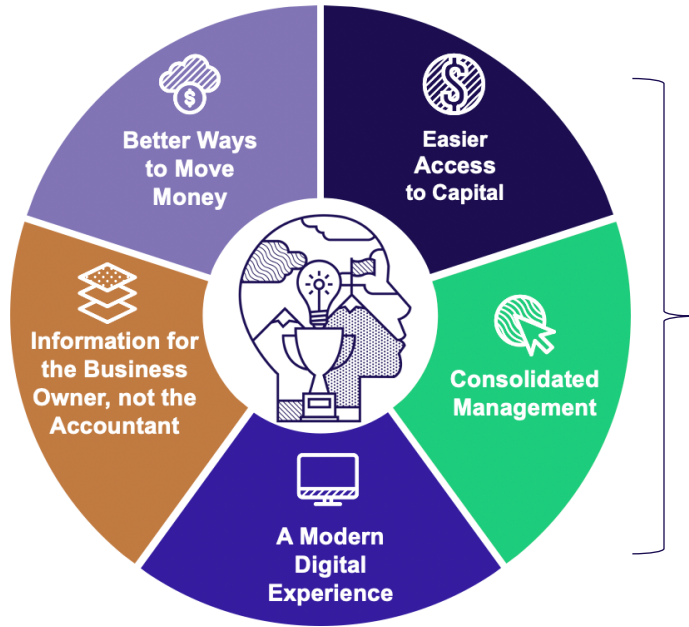 Better Ways
to Move
Money
$
Easier
Access
to Capital
$
Consolidated
Management
A Modern
Digital
Experience
Information for
the Business
Owner, not the
Accountant